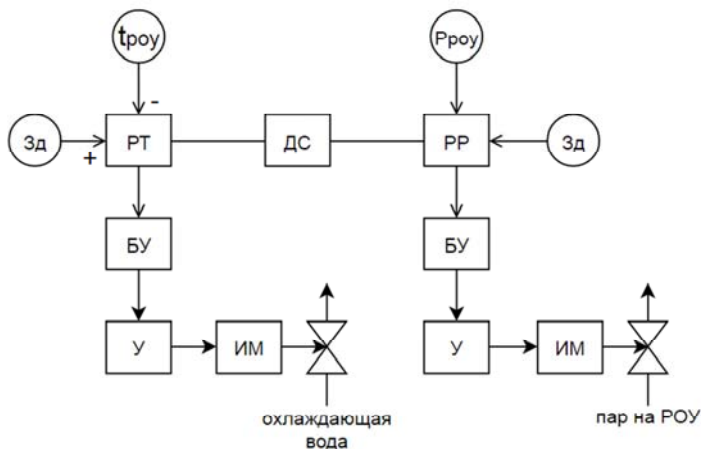 tроу
Pроу
-
Зд
+
РТ
ДС
РР
Зд
БУ
БУ
У
ИМ
У
ИМ
охлаждающая
вода
пар на РОУ